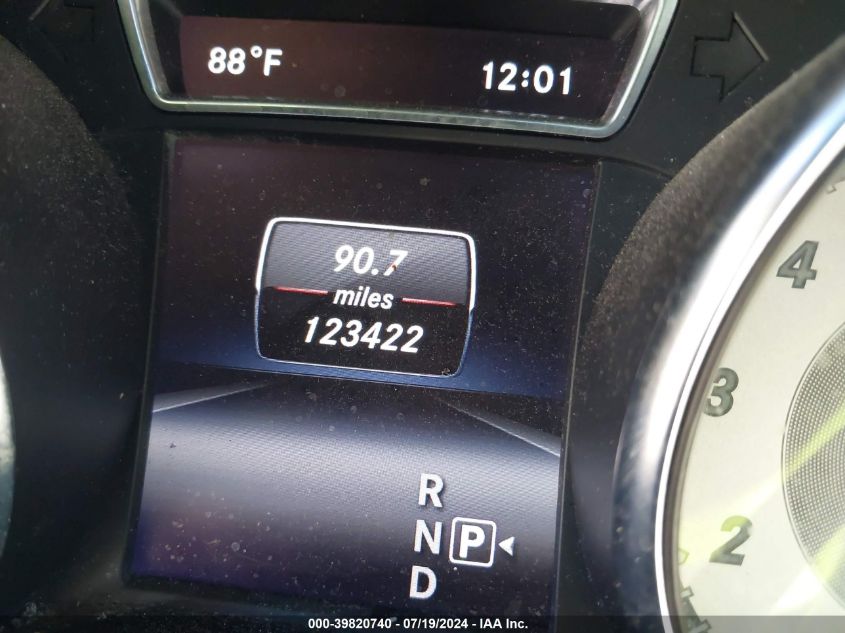 88°F 12:01
90.7
miles
123422
R
N P
D
4
3
2
000-39820740 - 07/19/2024 - IAA Inc.